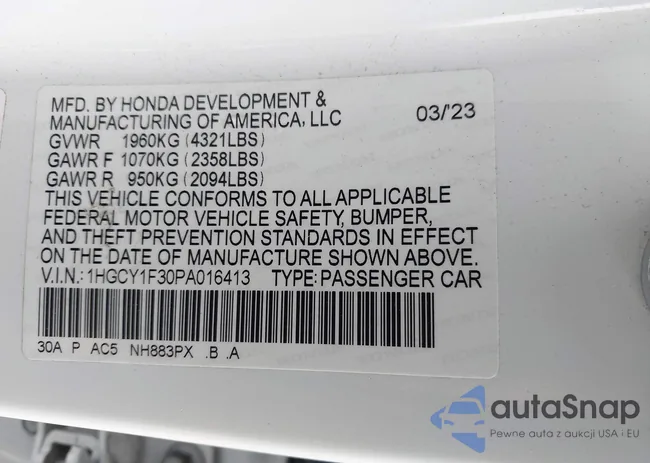 MFD. BY HONDA DEVELOPMENT &
MANUFACTURING OF AMERICA, LLC 03/'23
GVWR 1960KG (4321LBS)
GAWR F 1070KG (2358LBS)
GAWR R 950KG (2094LBS)
THIS VEHICLE CONFORMS TO ALL APPLICABLE
FEDERAL MOTOR VEHICLE SAFETY, BUMPER,
AND THEFT PREVENTION STANDARDS IN EFFECT
ON THE DATE OF MANUFACTURE SHOWN ABOVE.
V.I.N.:1HGCY1F30PA016413 TYPE:PASSENGER CAR
30A P AC5 NH883PX .B .A
autaSnap
Pewne auta z aukcji USA i EU